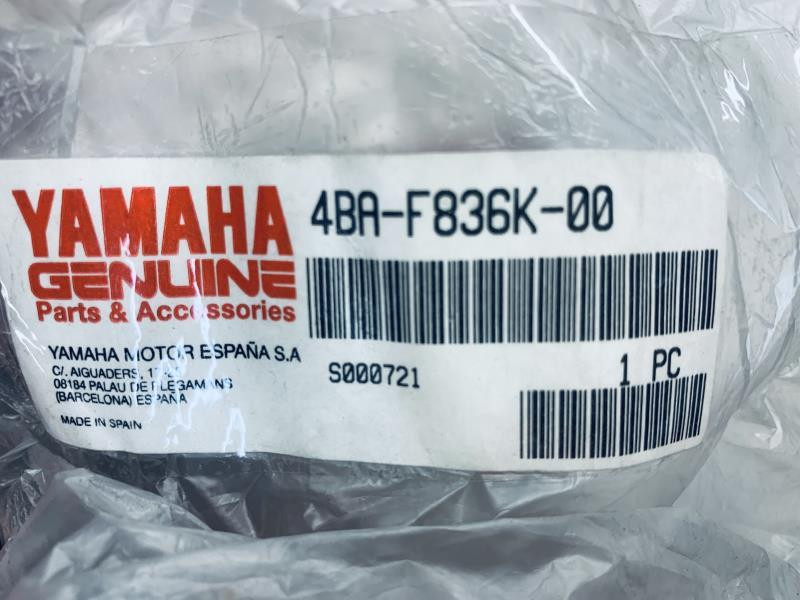 YAMAHA
GENUINE
Parts & Accessories
YAMAHA MOTOR ESPAÑA S.A
C/. AIGUADERS,
08184 PALAU DE PLEGAMANS
(BARCELONA) ESPAÑA
MADE IN SPAIN
4BA-F836K-00
S000721
1 PC